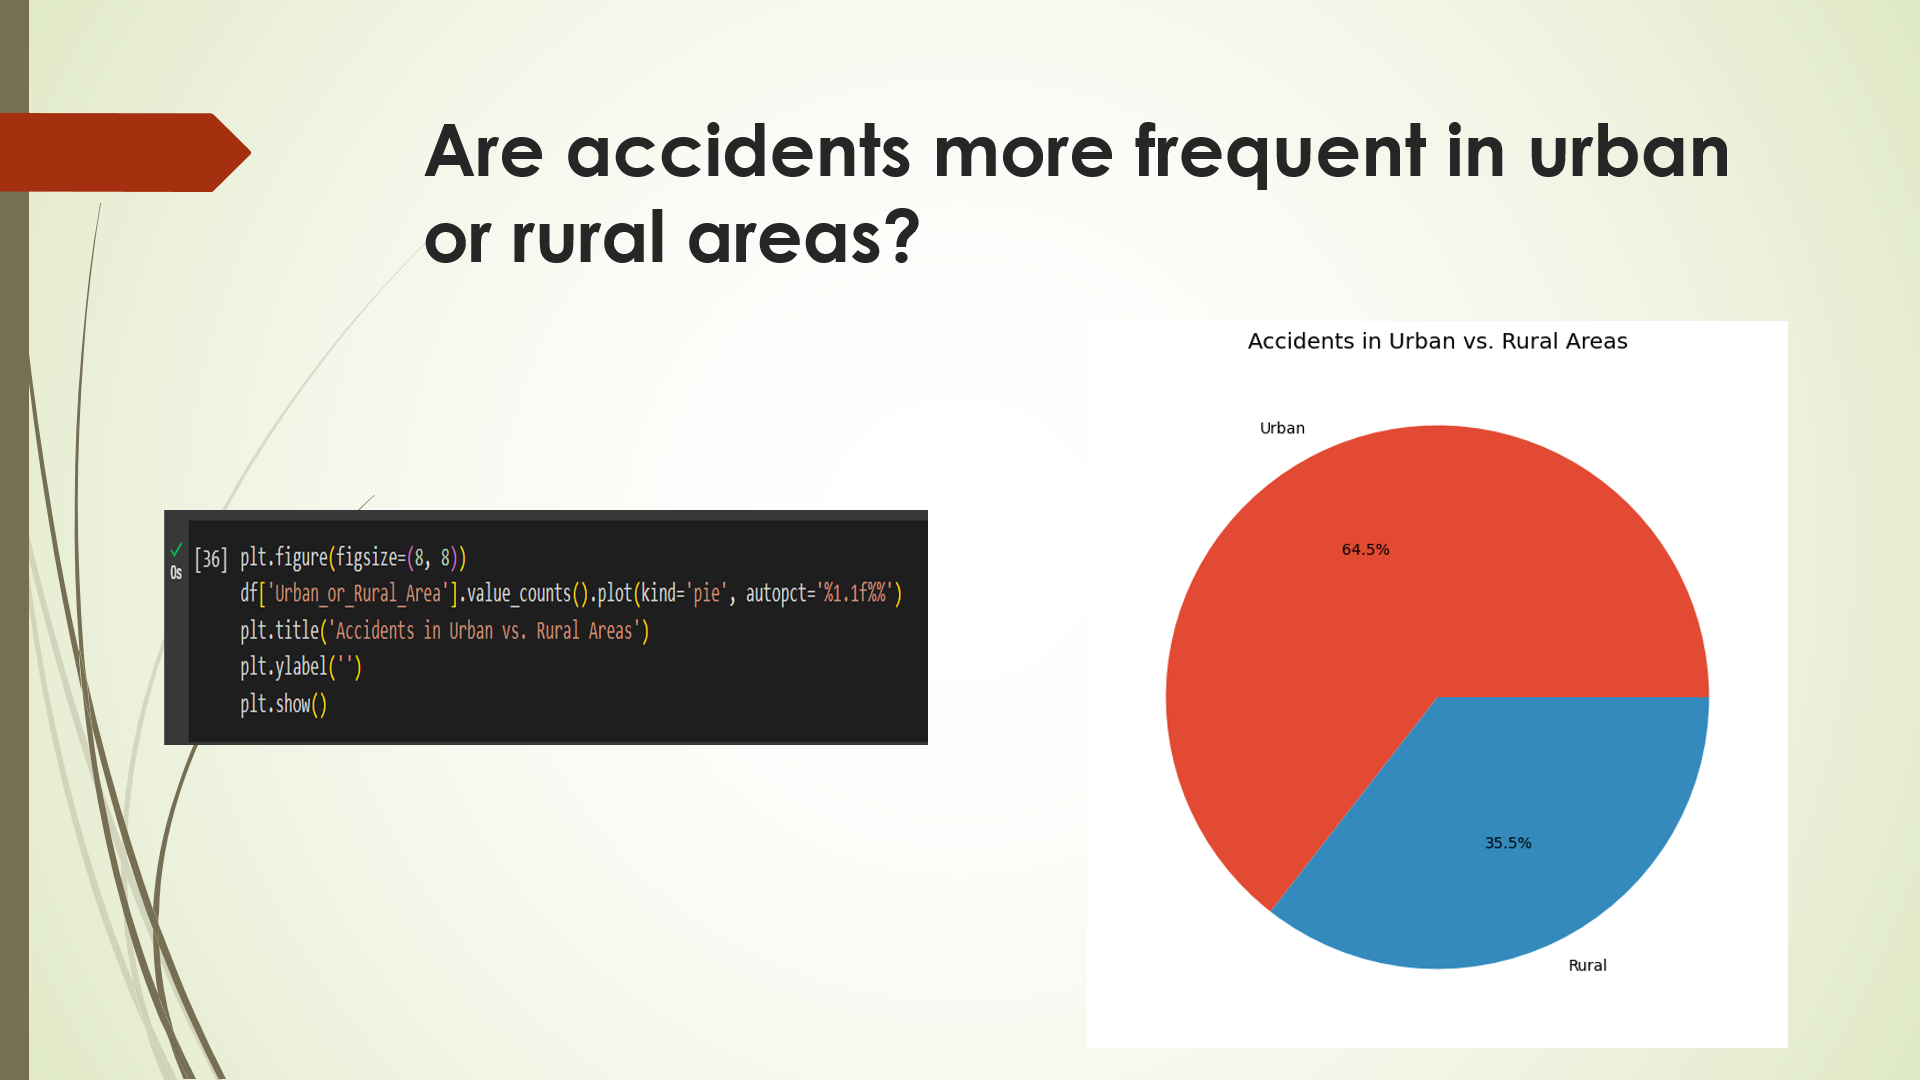 Are accidents more frequent in urban
or rural areas?
✓
0s
[36] plt.figure(figsize=(8, 8))
df['Urban_or_Rural_Area'].value_counts().plot(kind='pie', autopct='%1.1f%%')
plt.title('Accidents in Urban vs. Rural Areas')
plt.ylabel('')
plt.show()
Accidents in Urban vs. Rural Areas
Urban
64.5%
35.5%
Rural